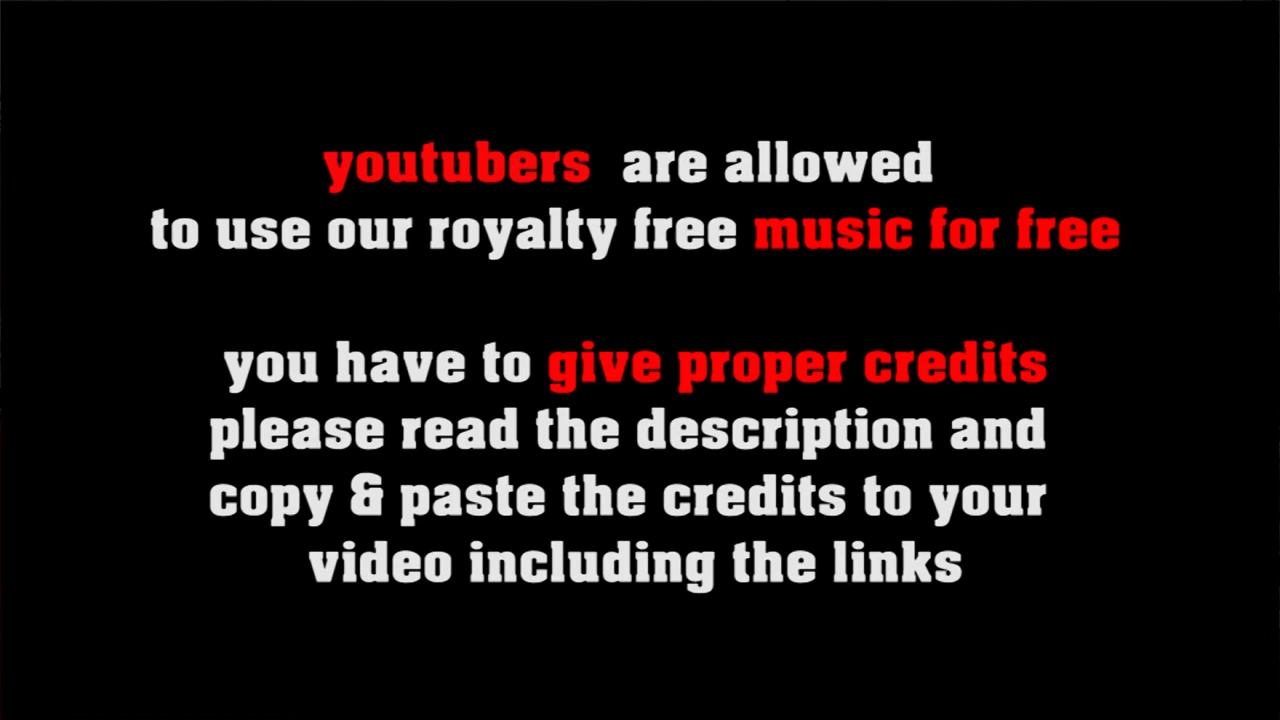 youtubers are allowed
to use our royalty free music for free
you have to give proper credits
please read the description and
copy & paste the credits to your
video including the links